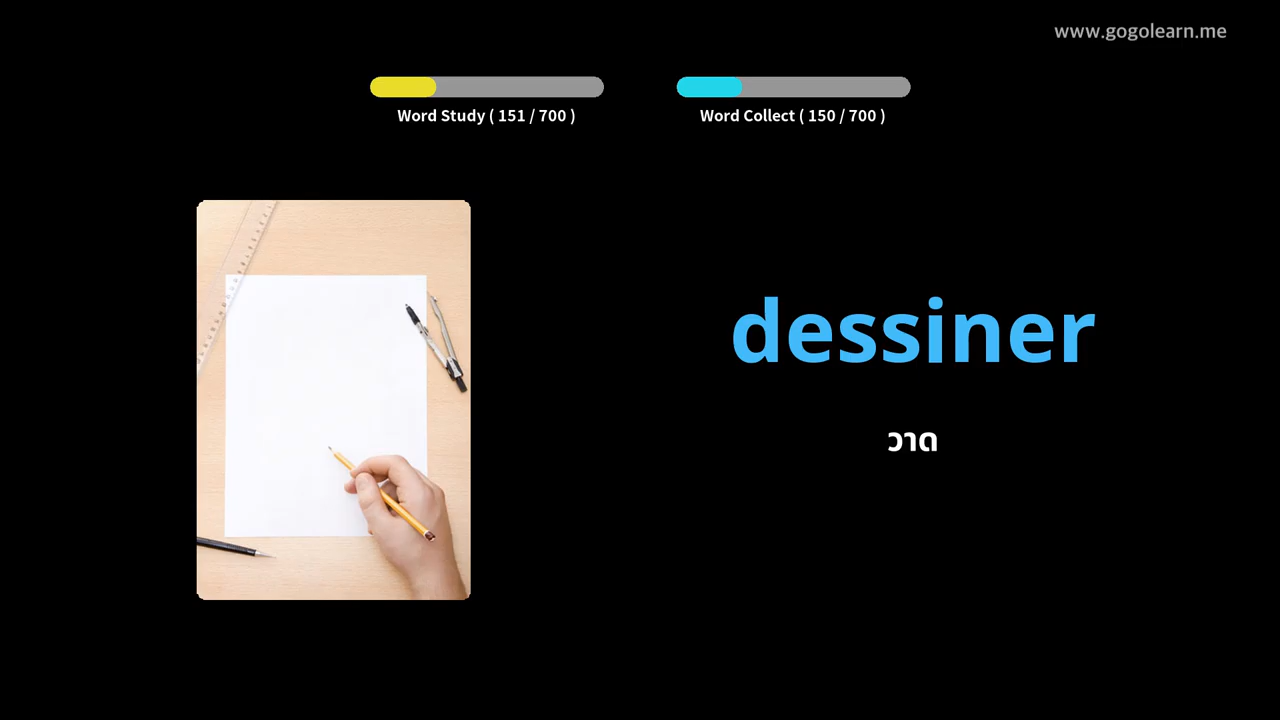 www.gogolearn.me
Word Study ( 151 / 700 )
Word Collect ( 150 / 700 )
dessiner
วาด